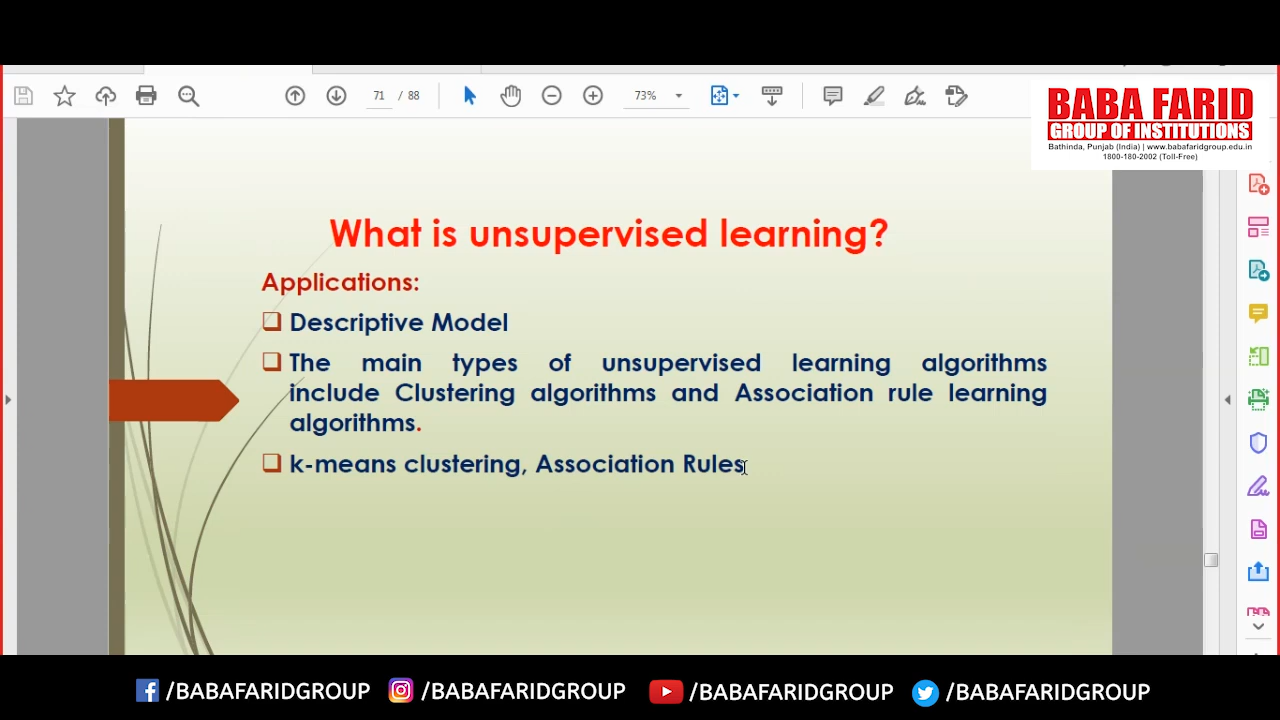 71 / 88
73%
BABA FARID
GROUP OF INSTITUTIONS
Bathinda, Punjab (India) | www.babafaridgroup.edu.in
1800-180-2002 (Toll-Free)
What is unsupervised learning?
Applications:
Descriptive Model
The main types of unsupervised learning algorithms
include Clustering algorithms and Association rule learning
algorithms.
k-means clustering, Association Rules
/BABAFARIDGROUP /BABAFARIDGROUP /BABAFARIDGROUP /BABAFARIDGROUP